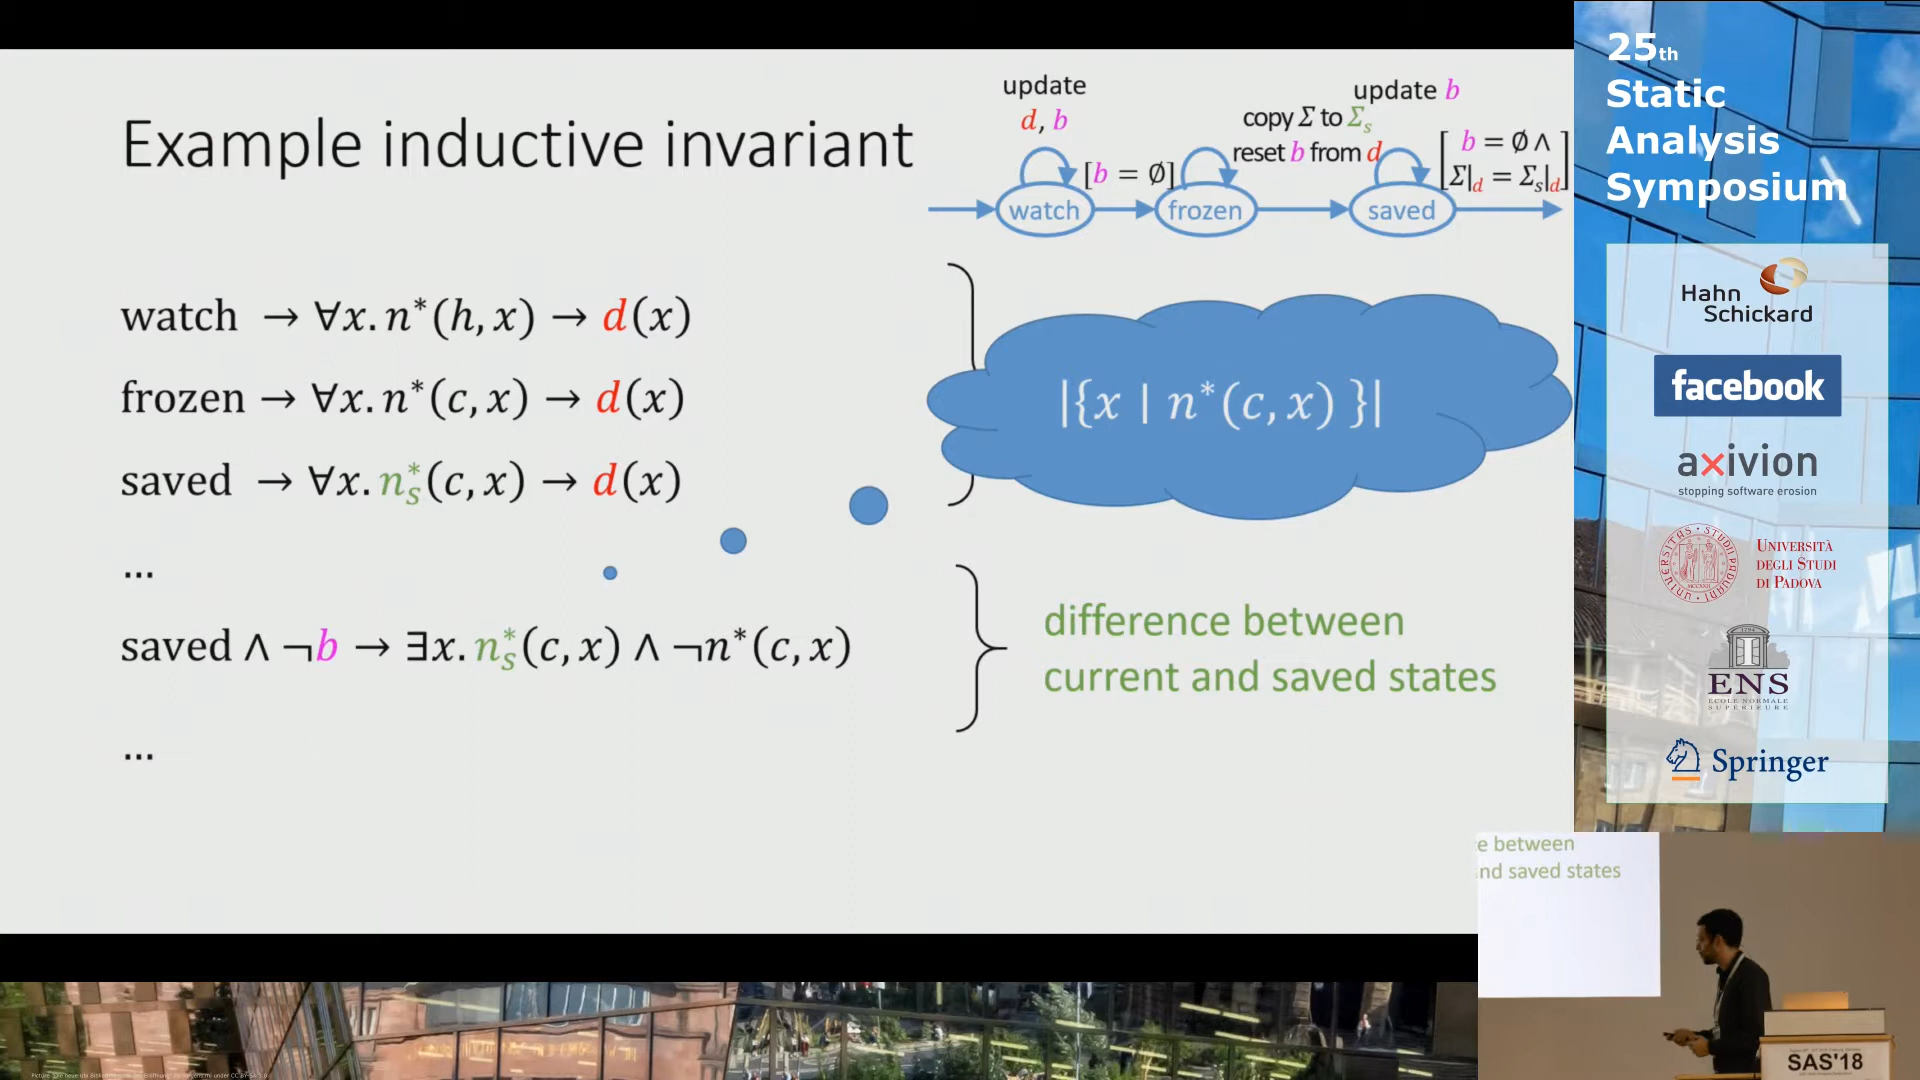 Example inductive invariant
update
d, b
[b = ∅]
copy Σ to Σₛ
reset b from d
update b
[b = ∅ ∧
Σ|d = Σₛ|d]
watch
frozen
saved
watch → ∀x. n*(h, x) → d(x)
frozen → ∀x. n*(c, x) → d(x)
saved → ∀x. nₛ*(c, x) → d(x)
...
saved ∧ ¬b → ∃x. nₛ*(c, x) ∧ ¬n*(c, x)
...
|{x | n*(c, x) }|
difference between
current and saved states
25th
Static
Analysis
Symposium
Hahn
Schickard
facebook
axivion
stopping software erosion
UNIVERSITÀ
DEGLI STUDI
DI PADOVA
ENS
ECOLE NORMALE
SUPERIEURE
Springer
e between
nd saved states
SAS'18